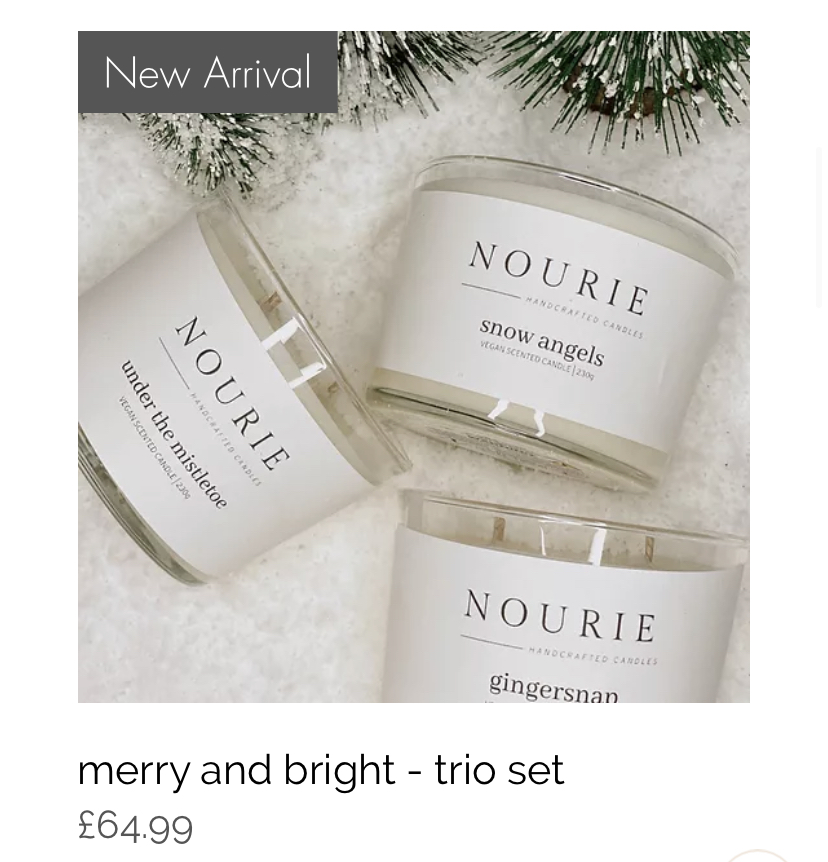 New Arrival
NOURIE
HANDCRAFTED CANDLES
snow angels
VEGAN SCENTED CANDLE | 230g
NOURIE
HANDCRAFTED CANDLES
under the mistletoe
VEGAN SCENTED CANDLE | 230g
NOURIE
HANDCRAFTED CANDLES
gingersnap
merry and bright - trio set
£64.99